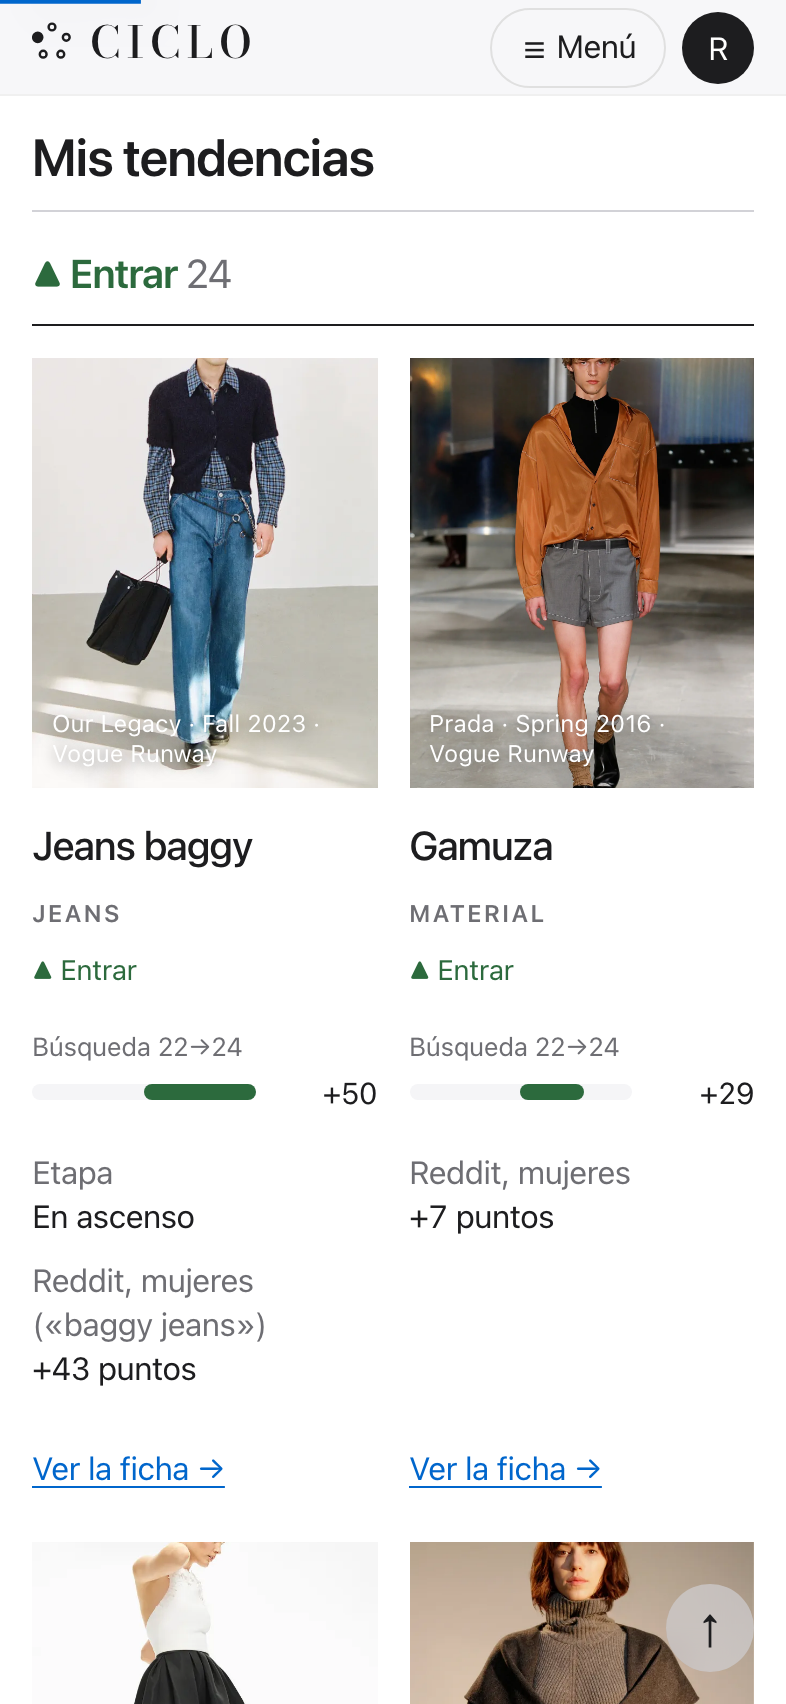 CICLO
Menú
R
Mis tendencias
Entrar 24
Our Legacy · Fall 2023 ·
Vogue Runway
Prada · Spring 2016 ·
Vogue Runway
Jeans baggy
JEANS
Entrar
Búsqueda 22→24
+50
Etapa
En ascenso
Reddit, mujeres
(«baggy jeans»)
+43 puntos
Ver la ficha →
Gamuza
MATERIAL
Entrar
Búsqueda 22→24
+29
Reddit, mujeres
+7 puntos
Ver la ficha →
↑